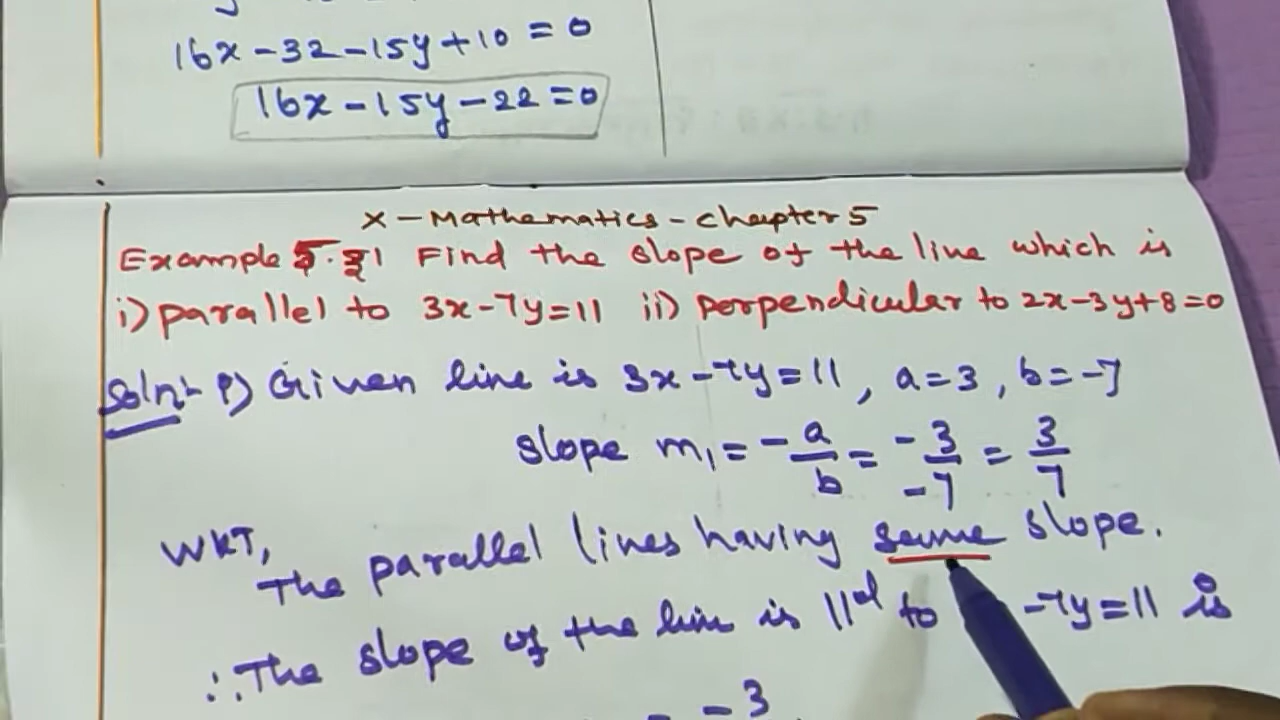 16x - 32 - 15y + 10 = 0
16x - 15y - 22 = 0
X - Mathematics - chapter 5
Example 5.31 Find the slope of the line which is
i) parallel to 3x - 7y = 11 ii) perpendicular to 2x - 3y + 8 = 0
Soln:- i) Given line is 3x - 7y = 11, a = 3, b = -7
slope m₁ = -a/b = -3/-7 = 3/7
WKT,
The parallel lines having same slope.
∴ The slope of the line is 11el to -7y = 11 is
= 3